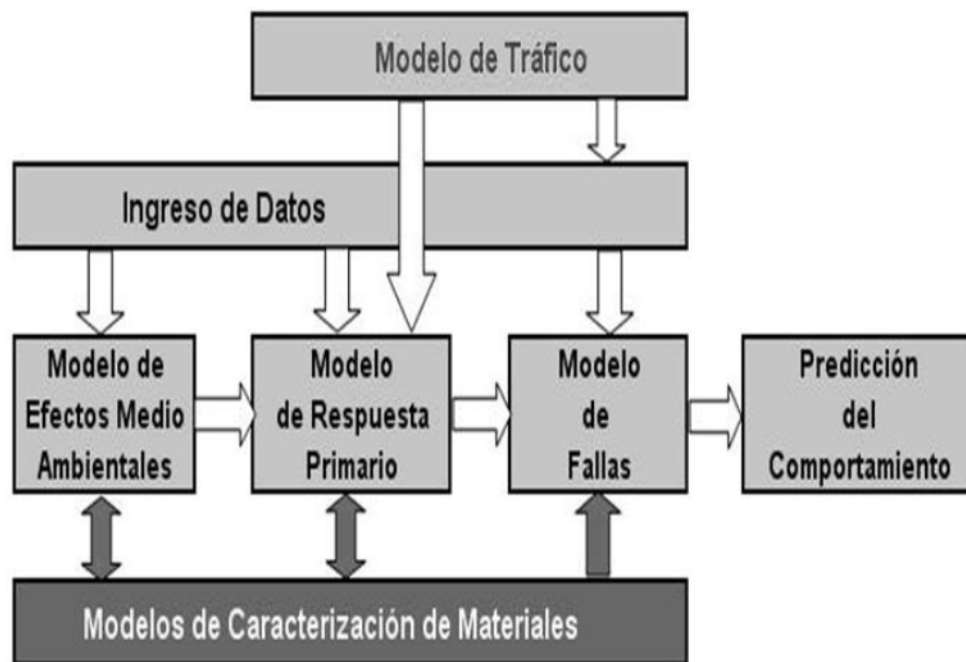 Modelo de Tráfico
Ingreso de Datos
Modelo de
Efectos Medio
Ambientales
Modelo
de Respuesta
Primario
Modelo
de
Fallas
Predicción
del
Comportamiento
Modelos de Caracterización de Materiales